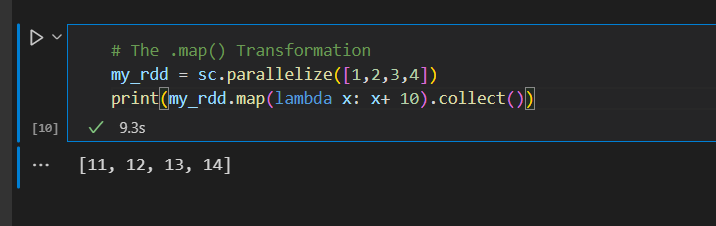 # The .map() Transformation
my_rdd = sc.parallelize([1,2,3,4])
print(my_rdd.map(lambda x: x+ 10).collect())
[10]
9.3s
[11, 12, 13, 14]